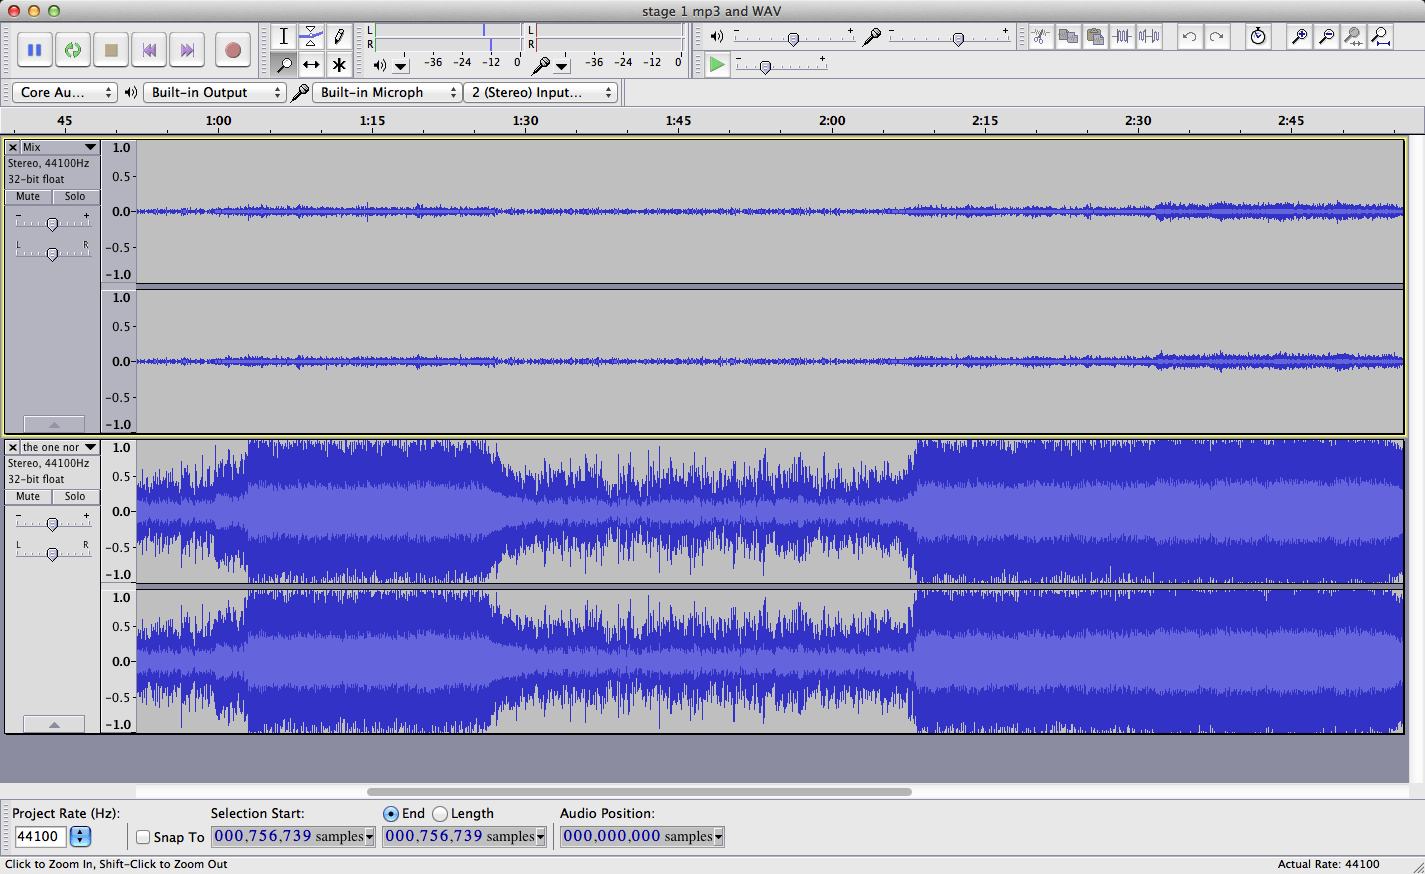 stage 1 mp3 and WAV
L
R
-36 -24 -12 0
L
R
-36 -24 -12 0
- +
- +
- +
Core Au...
Built-in Output
Built-in Microph
2 (Stereo) Input...
45 1:00 1:15 1:30 1:45 2:00 2:15 2:30 2:45
Mix
Stereo, 44100Hz
32-bit float
Mute Solo
- +
L R
1.0
0.5-
0.0-
-0.5-
-1.0
1.0
0.5-
0.0-
-0.5-
-1.0
the one nor
Stereo, 44100Hz
32-bit float
Mute Solo
- +
L R
1.0
0.5-
0.0-
-0.5-
-1.0
1.0
0.5-
0.0-
-0.5-
-1.0
Project Rate (Hz):
44100
Snap To
Selection Start:
000,756,739 samples
End Length
000,756,739 samples
Audio Position:
000,000,000 samples
Click to Zoom In, Shift-Click to Zoom Out
Actual Rate: 44100